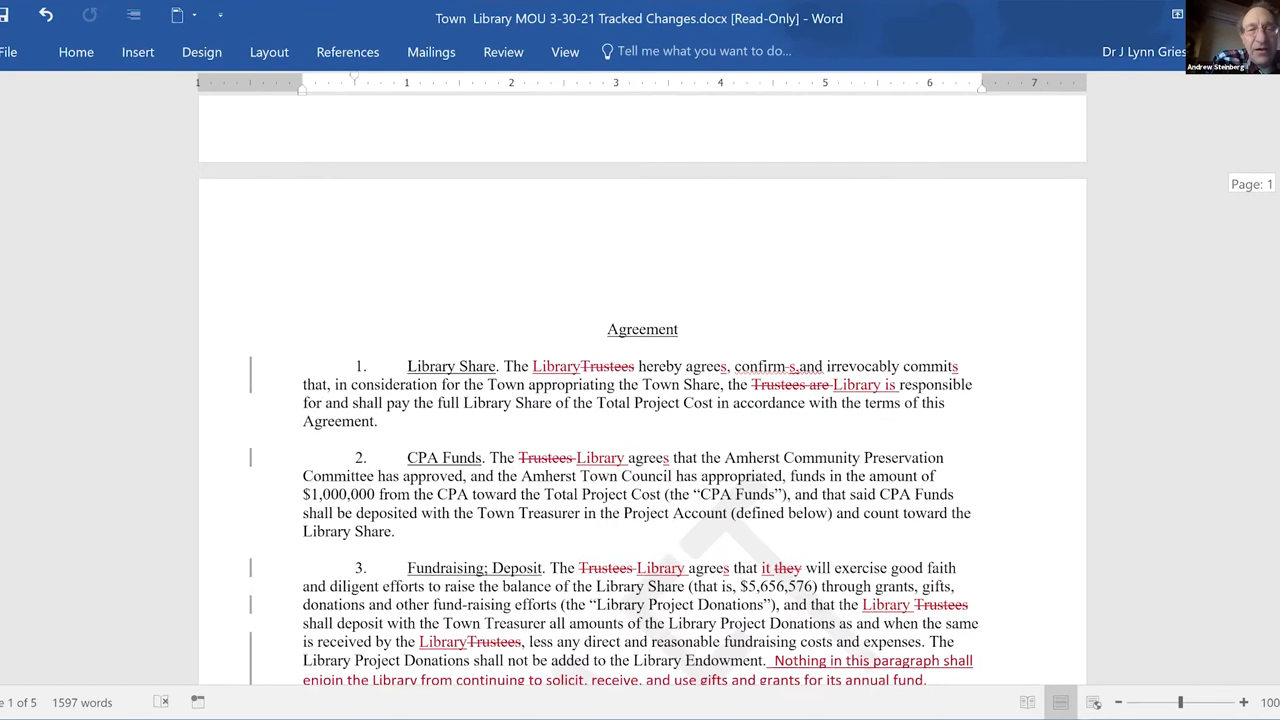 Town Library MOU 3-30-21 Tracked Changes.docx [Read-Only] - Word
File Home Insert Design Layout References Mailings Review View Tell me what you want to do... Dr J Lynn Gries
Andrew Steinberg
1 1 2 3 4 5 6 7
Page: 1
Agreement
1. Library Share. The LibraryTrustees hereby agrees, confirm s,and irrevocably commits
that, in consideration for the Town appropriating the Town Share, the Trustees are Library is responsible
for and shall pay the full Library Share of the Total Project Cost in accordance with the terms of this
Agreement.
2. CPA Funds. The Trustees Library agrees that the Amherst Community Preservation
Committee has approved, and the Amherst Town Council has appropriated, funds in the amount of
$1,000,000 from the CPA toward the Total Project Cost (the “CPA Funds”), and that said CPA Funds
shall be deposited with the Town Treasurer in the Project Account (defined below) and count toward the
Library Share.
3. Fundraising; Deposit. The Trustees Library agrees that it they will exercise good faith
and diligent efforts to raise the balance of the Library Share (that is, $5,656,576) through grants, gifts,
donations and other fund-raising efforts (the “Library Project Donations”), and that the Library Trustees
shall deposit with the Town Treasurer all amounts of the Library Project Donations as and when the same
is received by the LibraryTrustees, less any direct and reasonable fundraising costs and expenses. The
Library Project Donations shall not be added to the Library Endowment. Nothing in this paragraph shall
enjoin the Library from continuing to solicit, receive, and use gifts and grants for its annual fund,
e 1 of 5 1597 words 100